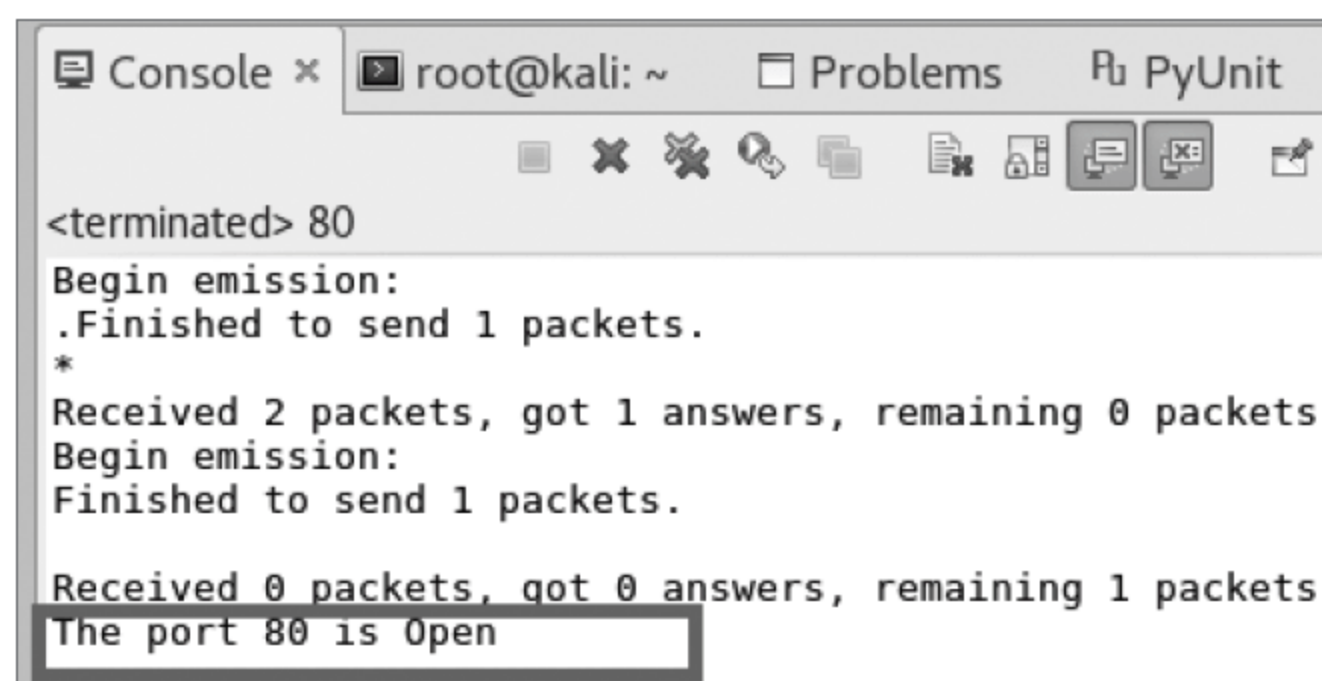 Console root@kali: ~ Problems PyUnit
<terminated> 80
Begin emission:
.Finished to send 1 packets.
*
Received 2 packets, got 1 answers, remaining 0 packets
Begin emission:
Finished to send 1 packets.
Received 0 packets, got 0 answers, remaining 1 packets
The port 80 is Open